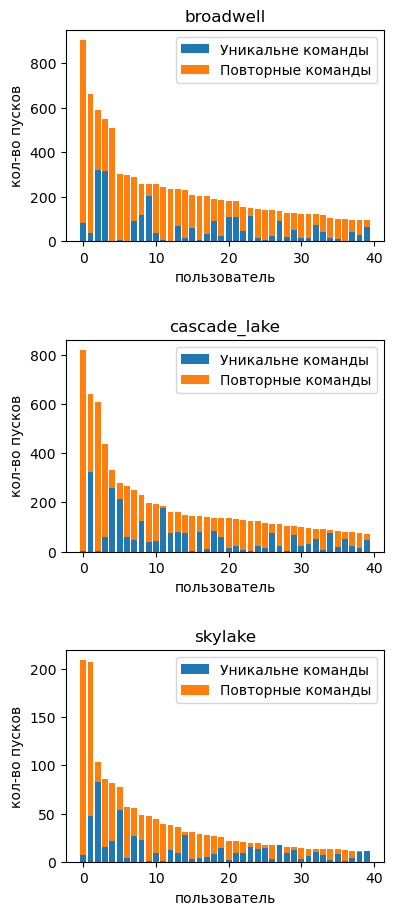 broadwell
Уникальне команды
Повторные команды
кол-во пусков
800
600
400
200
0
0 10 20 30 40
пользователь
cascade_lake
Уникальне команды
Повторные команды
кол-во пусков
800
600
400
200
0
0 10 20 30 40
пользователь
skylake
Уникальне команды
Повторные команды
кол-во пусков
200
150
100
50
0
0 10 20 30 40
пользователь